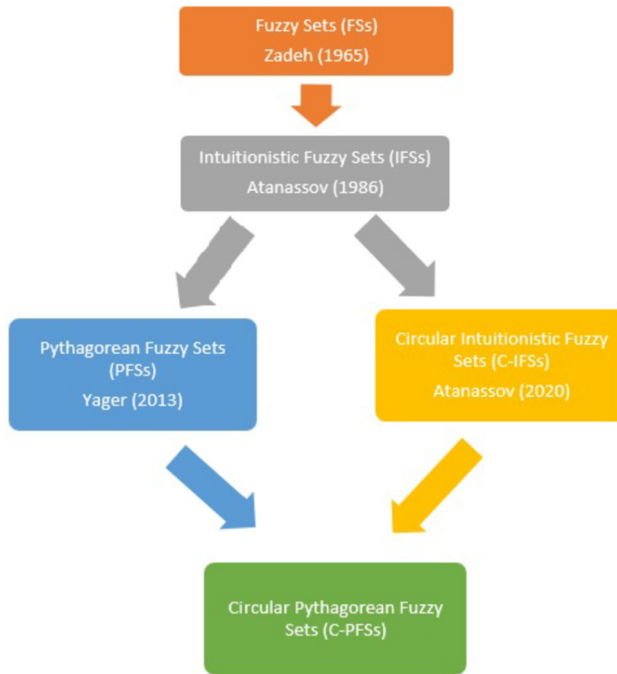 Fuzzy Sets (FSs)
Zadeh (1965)
Intuitionistic Fuzzy Sets (IFSs)
Atanassov (1986)
Pythagorean Fuzzy Sets
(PFSs)
Yager (2013)
Circular Intuitionistic Fuzzy
Sets (C-IFSs)
Atanassov (2020)
Circular Pythagorean Fuzzy
Sets (C-PFSs)